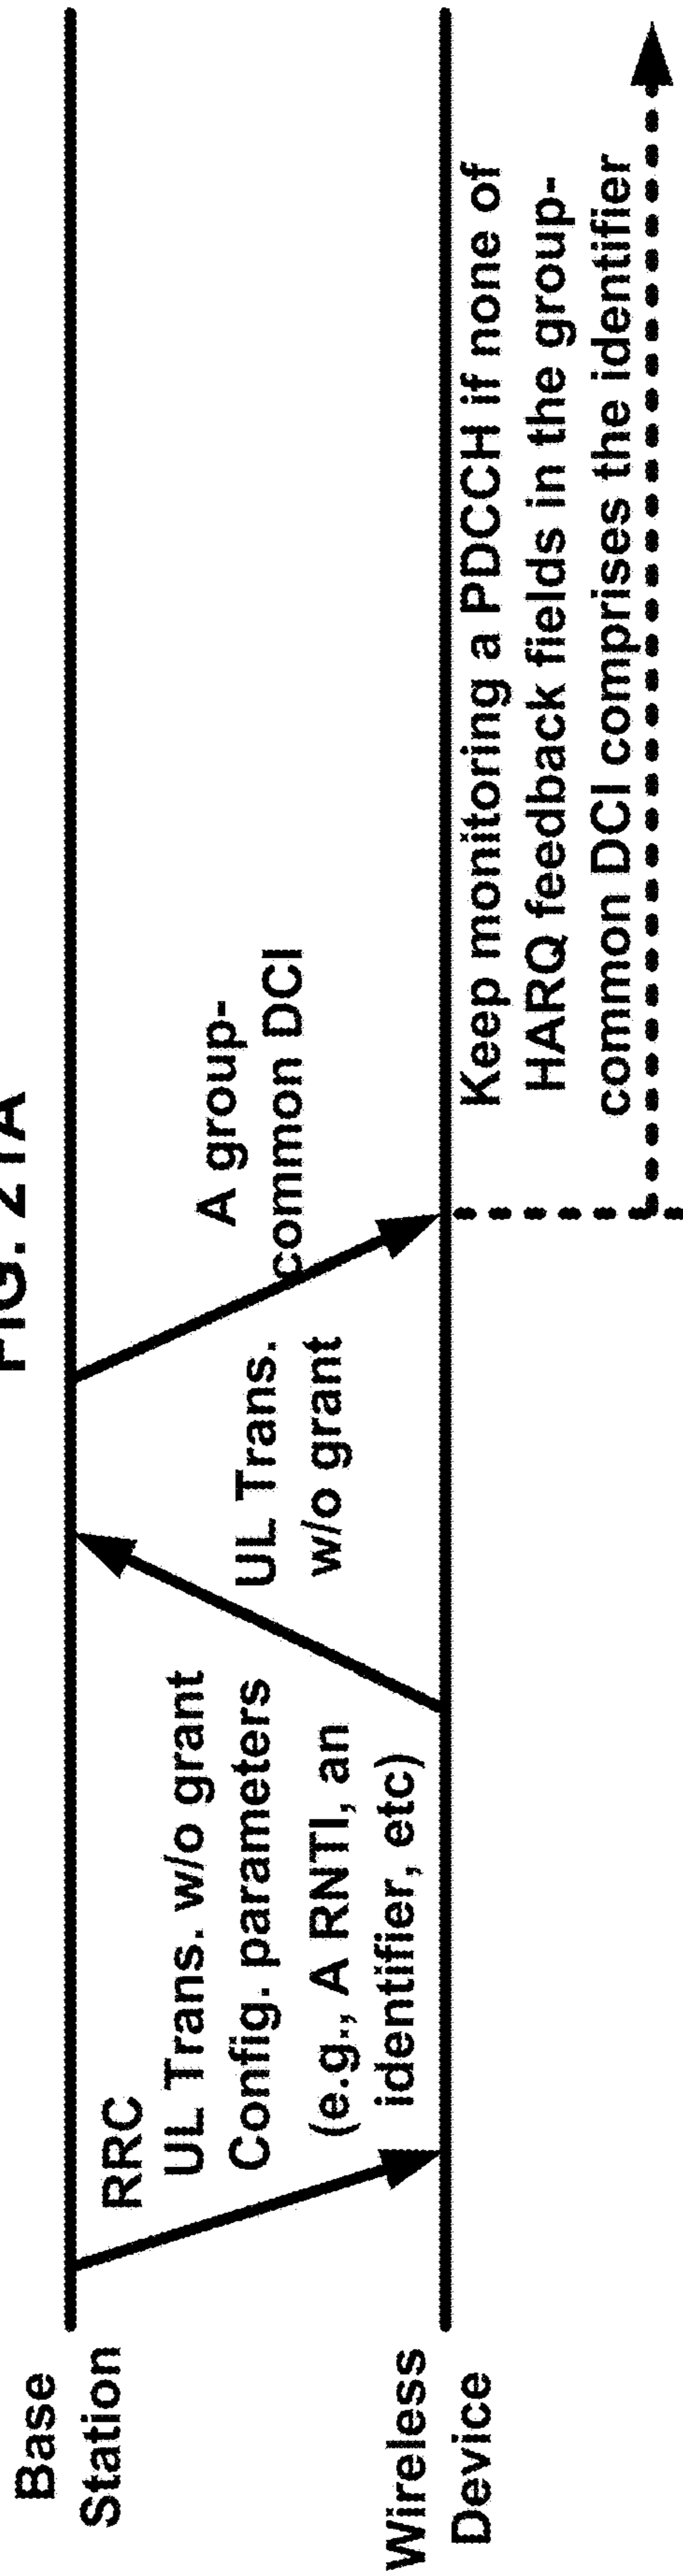 FIG. 21A
Base
Station
RRC
UL Trans. w/o grant
Config. parameters
(e.g., A RNTI, an
identifier, etc)
UL Trans.
w/o grant
A group-
common DCI
Wireless
Device
Keep monitoring a PDCCH if none of
HARQ feedback fields in the group-
common DCI comprises the identifier